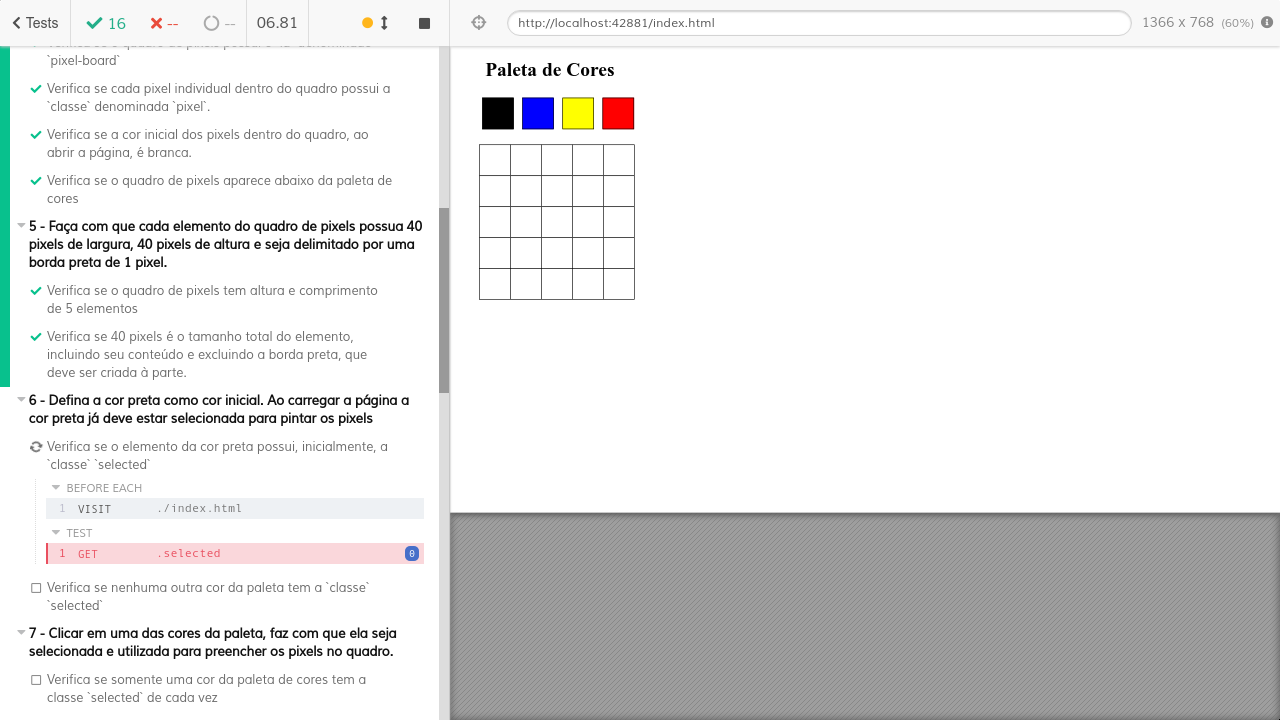 Tests
16
--
--
06.81
http://localhost:42881/index.html
1366 x 768 (60%)
`pixel-board`
Verifica se cada pixel individual dentro do quadro possui a
`classe` denominada `pixel`.
Verifica se a cor inicial dos pixels dentro do quadro, ao
abrir a página, é branca.
Verifica se o quadro de pixels aparece abaixo da paleta de
cores
5 - Faça com que cada elemento do quadro de pixels possua 40
pixels de largura, 40 pixels de altura e seja delimitado por uma
borda preta de 1 pixel.
Verifica se o quadro de pixels tem altura e comprimento
de 5 elementos
Verifica se 40 pixels é o tamanho total do elemento,
incluindo seu conteúdo e excluindo a borda preta, que
deve ser criada à parte.
6 - Defina a cor preta como cor inicial. Ao carregar a página a
cor preta já deve estar selecionada para pintar os pixels
Verifica se o elemento da cor preta possui, inicialmente, a
`classe` `selected`
BEFORE EACH
1 VISIT ./index.html
TEST
1 GET .selected 0
Verifica se nenhuma outra cor da paleta tem a `classe`
`selected`
7 - Clicar em uma das cores da paleta, faz com que ela seja
selecionada e utilizada para preencher os pixels no quadro.
Verifica se somente uma cor da paleta de cores tem a
classe `selected` de cada vez
Paleta de Cores